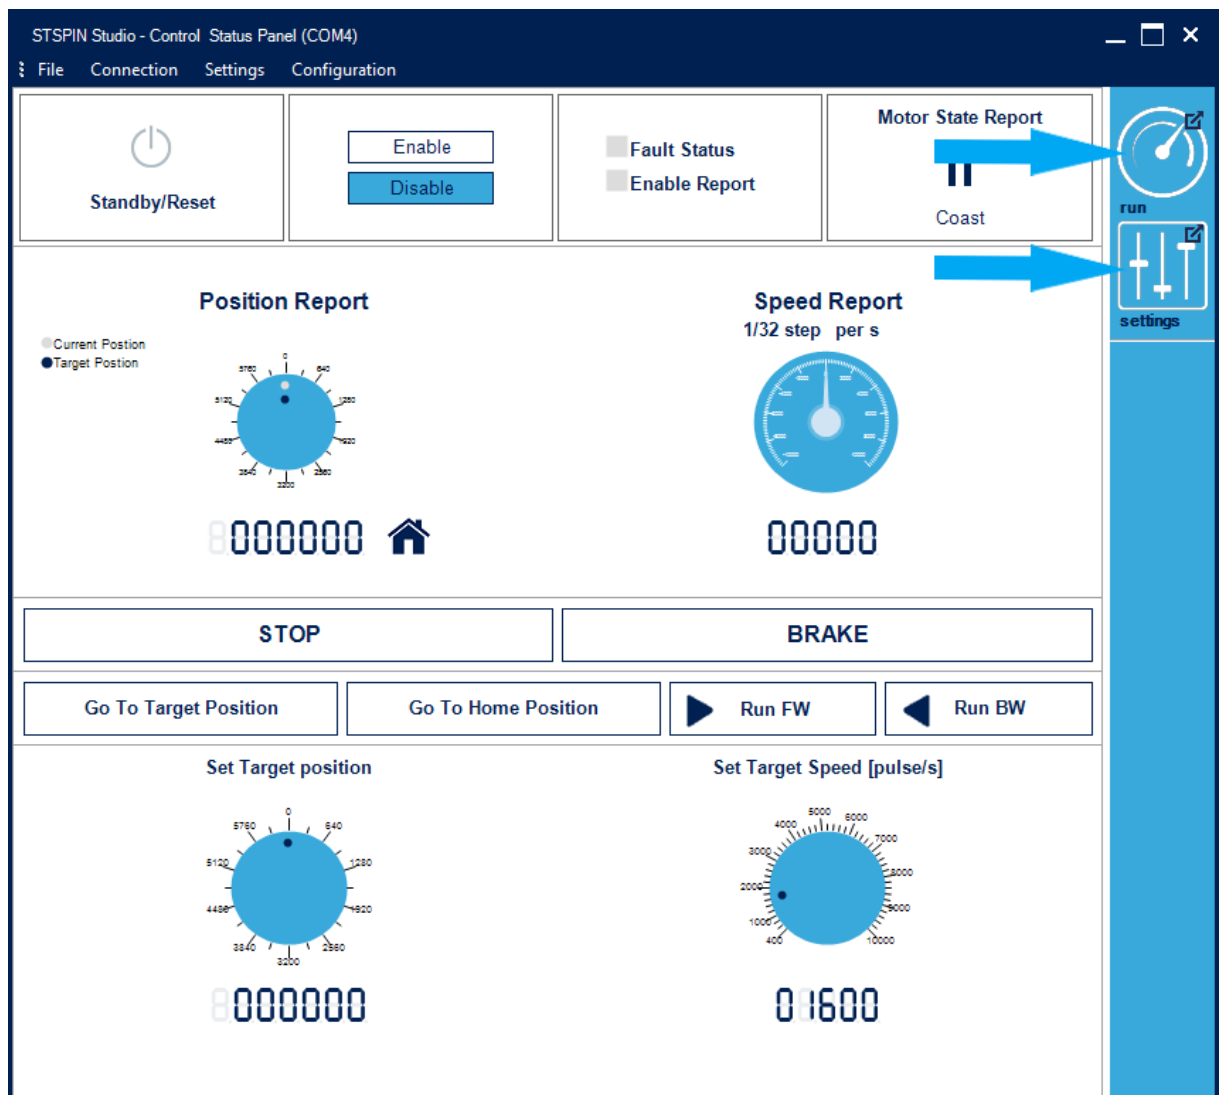 STSPIN Studio - Control Status Panel (COM4)
File Connection Settings Configuration
Standby/Reset
Enable
Disable
Fault Status
Enable Report
Motor State Report
Coast
run
settings
Position Report
Current Postion
Target Postion
0
640
1280
1920
2560
3200
3840
4480
5120
5760
000000
Speed Report
1/32 step per s
00000
STOP
BRAKE
Go To Target Position
Go To Home Position
Run FW
Run BW
Set Target position
0
640
1280
1920
2560
3200
3840
4480
5120
5760
000000
Set Target Speed [pulse/s]
400
1000
2000
3000
4000
5000
6000
7000
8000
9000
10000
01600